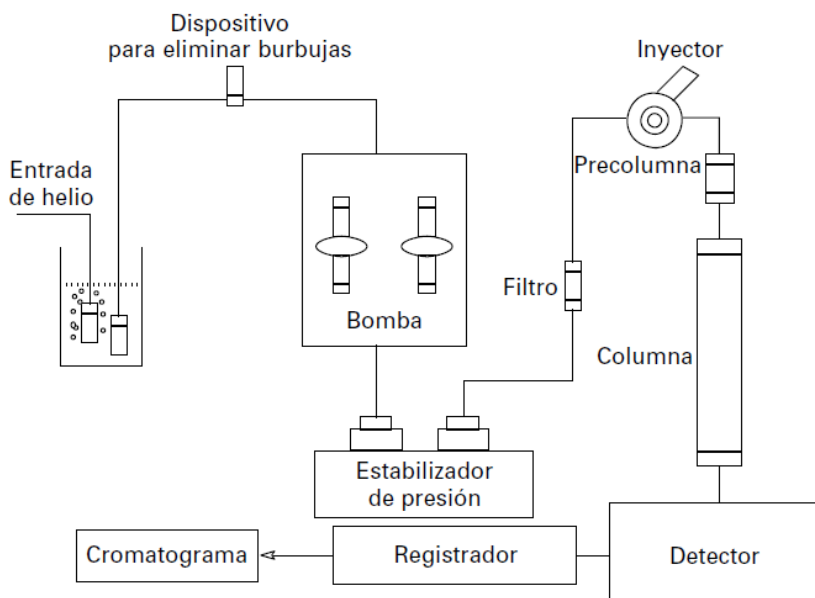 Dispositivo
para eliminar burbujas
Inyector
Entrada
de helio
Precolumna
Filtro
Bomba
Columna
Estabilizador
de presión
Cromatograma
Registrador
Detector